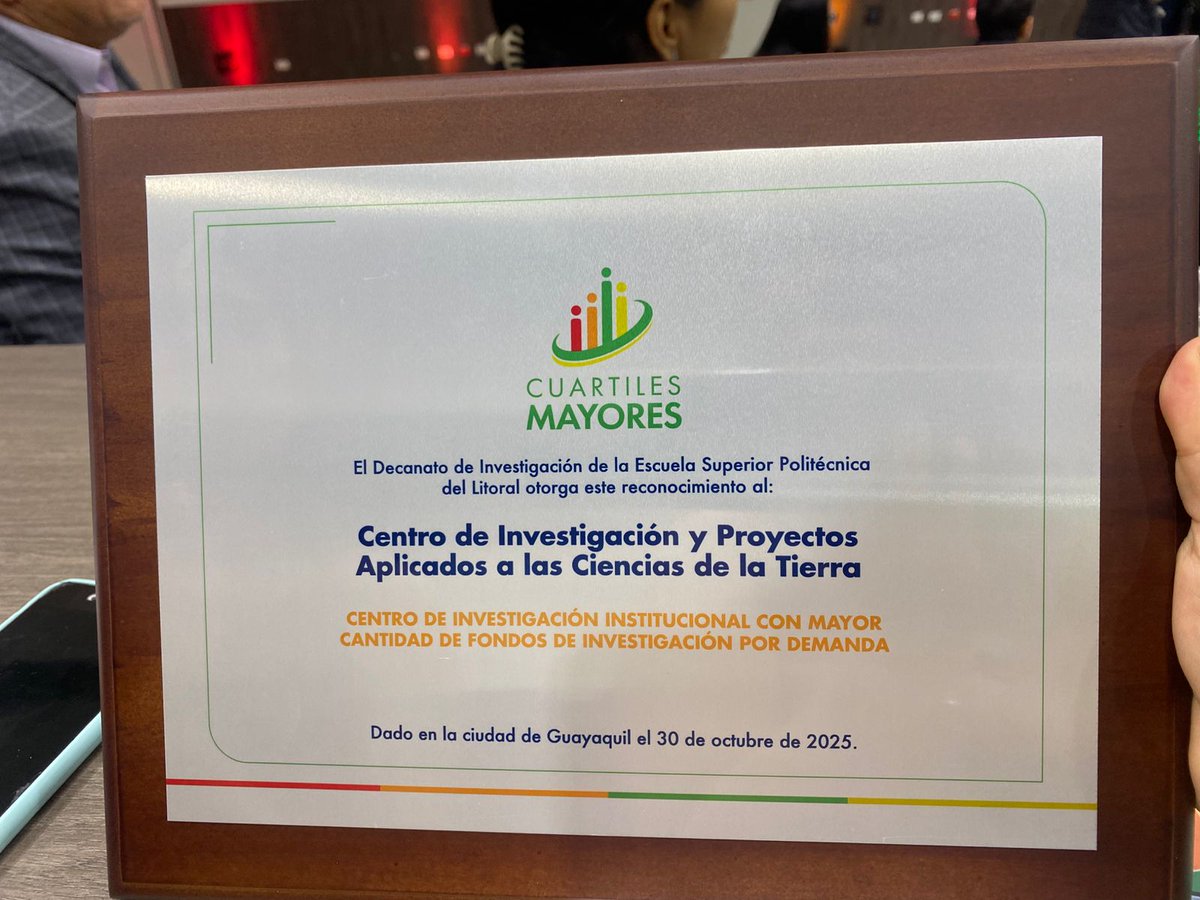 CUARTILES
MAYORES
El Decanato de Investigación de la Escuela Superior Politécnica
del Litoral otorga este reconocimiento al:
Centro de Investigación y Proyectos
Aplicados a las Ciencias de la Tierra
CENTRO DE INVESTIGACIÓN INSTITUCIONAL CON MAYOR
CANTIDAD DE FONDOS DE INVESTIGACIÓN POR DEMANDA
Dado en la ciudad de Guayaquil el 30 de octubre de 2025.